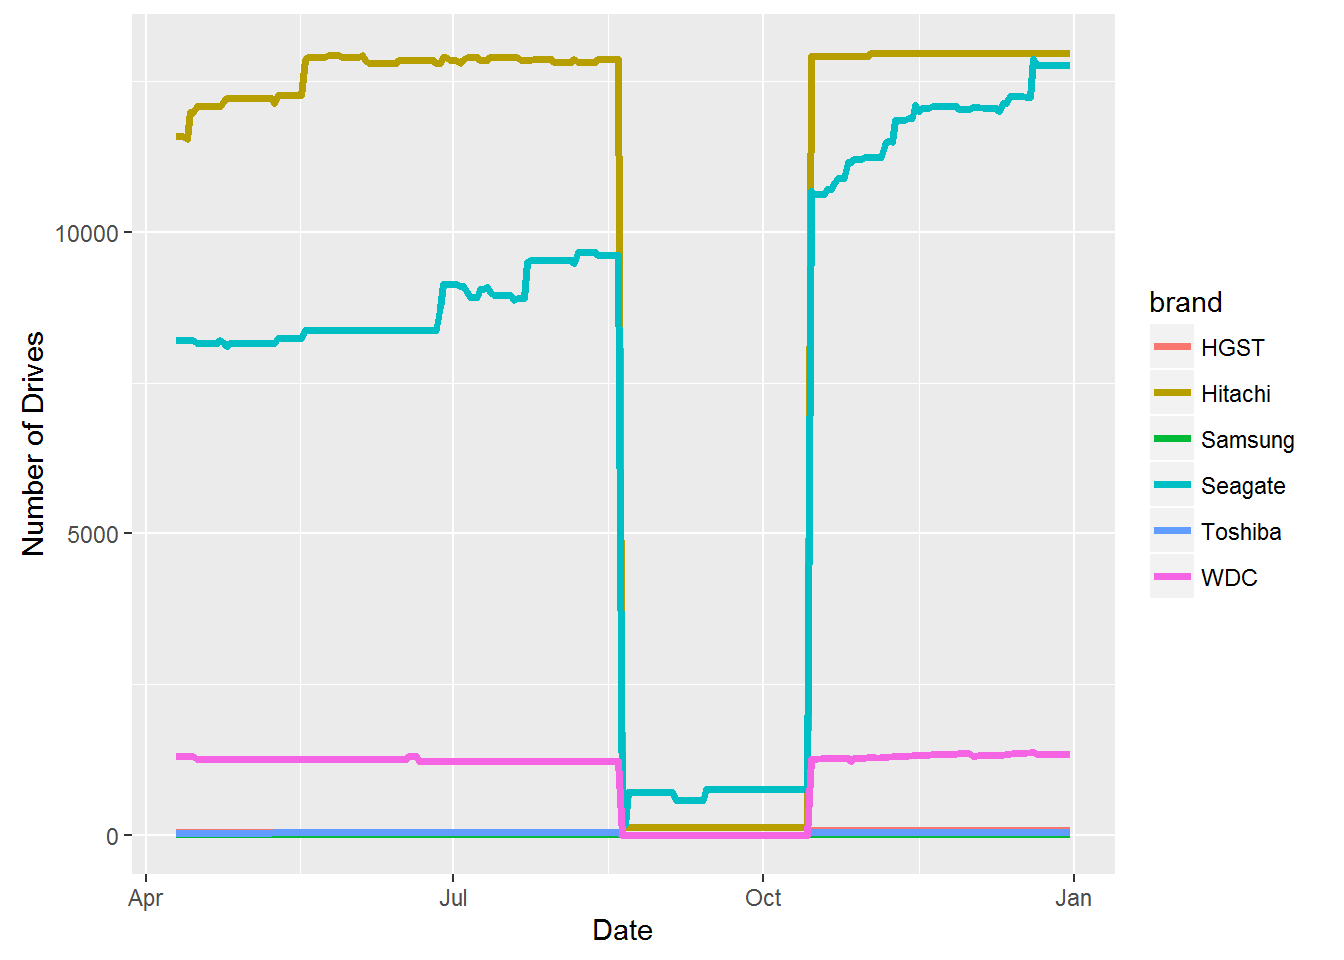 Number of Drives
10000
5000
0
Apr
Jul
Oct
Jan
Date
brand
HGST
Hitachi
Samsung
Seagate
Toshiba
WDC